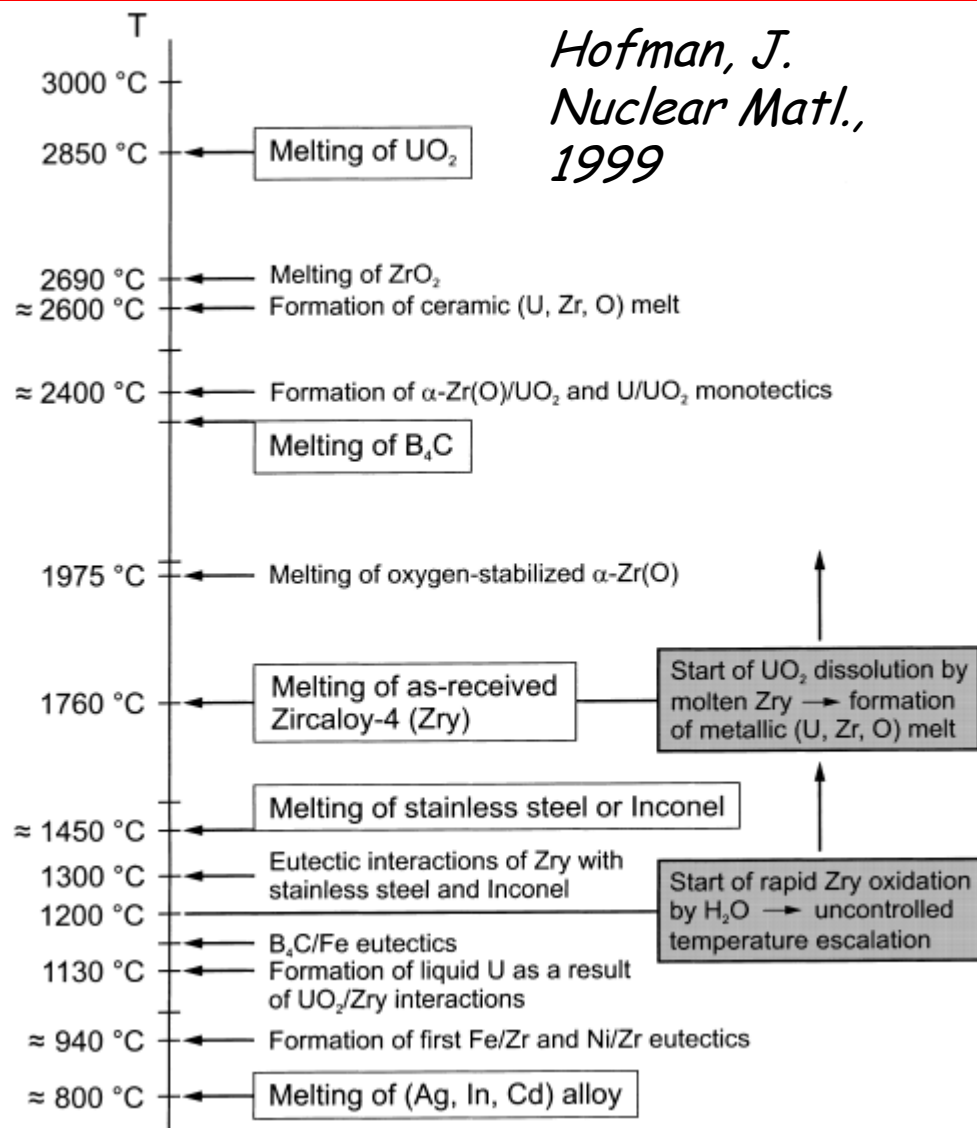 T
Hofman, J.
Nuclear Matl.,
1999
3000 °C
2850 °C
Melting of UO₂
2690 °C
Melting of ZrO₂
≈ 2600 °C
Formation of ceramic (U, Zr, O) melt
≈ 2400 °C
Formation of α-Zr(O)/UO₂ and U/UO₂ monotectics
Melting of B₄C
1975 °C
Melting of oxygen-stabilized α-Zr(O)
1760 °C
Melting of as-received
Zircaloy-4 (Zry)
Start of UO₂ dissolution by
molten Zry → formation
of metallic (U, Zr, O) melt
≈ 1450 °C
Melting of stainless steel or Inconel
1300 °C
Eutectic interactions of Zry with
stainless steel and Inconel
1200 °C
Start of rapid Zry oxidation
by H₂O → uncontrolled
temperature escalation
B₄C/Fe eutectics
1130 °C
Formation of liquid U as a result
of UO₂/Zry interactions
≈ 940 °C
Formation of first Fe/Zr and Ni/Zr eutectics
≈ 800 °C
Melting of (Ag, In, Cd) alloy